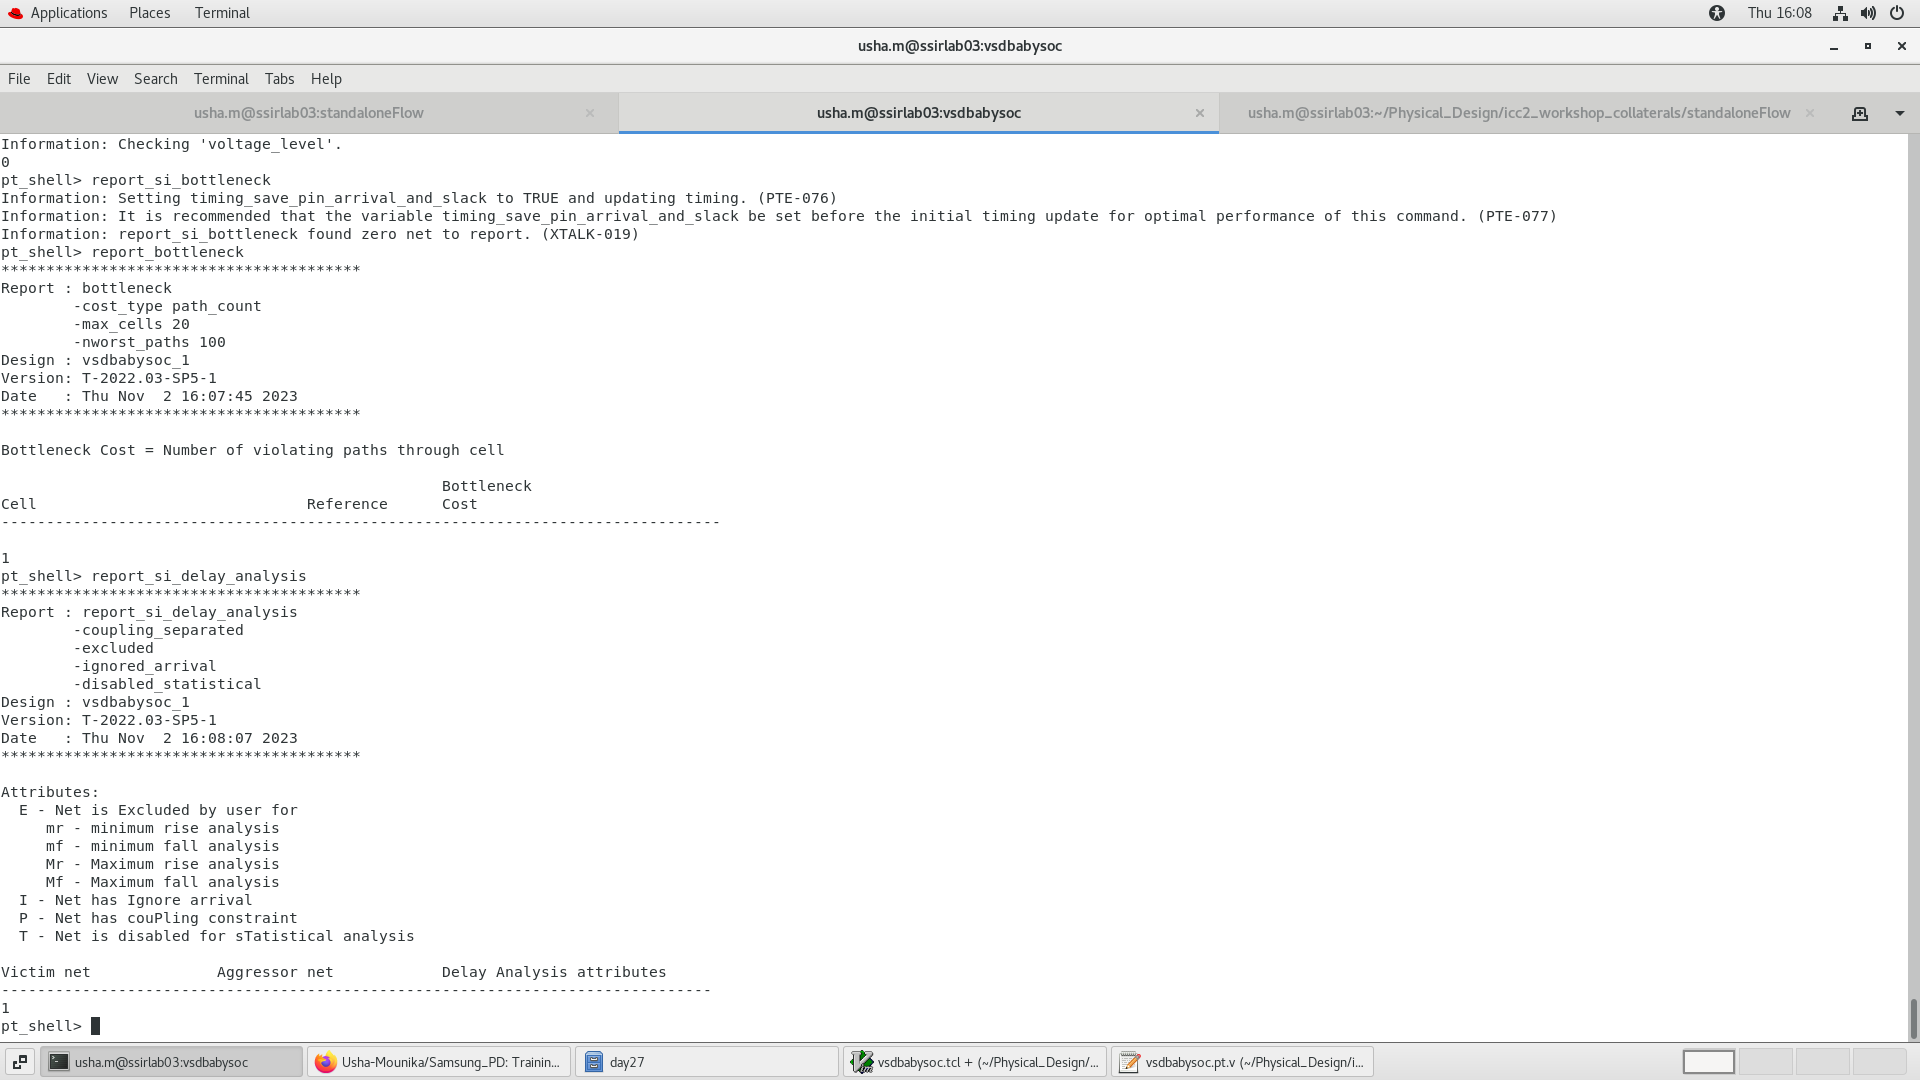 Applications Places Terminal Thu 16:08
usha.m@ssirlab03:vsdbabysoc
File Edit View Search Terminal Tabs Help
usha.m@ssirlab03:standaloneFlow × usha.m@ssirlab03:vsdbabysoc × usha.m@ssirlab03:~/Physical_Design/icc2_workshop_collaterals/standaloneFlow ×
Information: Checking 'voltage_level'.
0
pt_shell> report_si_bottleneck
Information: Setting timing_save_pin_arrival_and_slack to TRUE and updating timing. (PTE-076)
Information: It is recommended that the variable timing_save_pin_arrival_and_slack be set before the initial timing update for optimal performance of this command. (PTE-077)
Information: report_si_bottleneck found zero net to report. (XTALK-019)
pt_shell> report_bottleneck
****************************************
Report : bottleneck
        -cost_type path_count
        -max_cells 20
        -nworst_paths 100
Design : vsdbabysoc_1
Version: T-2022.03-SP5-1
Date   : Thu Nov  2 16:07:45 2023
****************************************
Bottleneck Cost = Number of violating paths through cell
                                                 Bottleneck
Cell                              Reference      Cost
--------------------------------------------------------------------------------
1
pt_shell> report_si_delay_analysis
****************************************
Report : report_si_delay_analysis
        -coupling_separated
        -excluded
        -ignored_arrival
        -disabled_statistical
Design : vsdbabysoc_1
Version: T-2022.03-SP5-1
Date   : Thu Nov  2 16:08:07 2023
****************************************
Attributes:
  E - Net is Excluded by user for
     mr - minimum rise analysis
     mf - minimum fall analysis
     Mr - Maximum rise analysis
     Mf - Maximum fall analysis
  I - Net has Ignore arrival
  P - Net has couPling constraint
  T - Net is disabled for sTatistical analysis
Victim net              Aggressor net            Delay Analysis attributes
-------------------------------------------------------------------------------
1
pt_shell>
usha.m@ssirlab03:vsdbabysoc Usha-Mounika/Samsung_PD: Trainin... day27 vsdbabysoc.tcl + (~/Physical_Design/... vsdbabysoc.pt.v (~/Physical_Design/i...